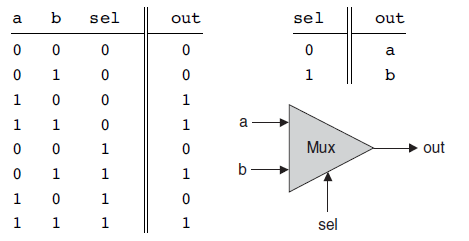 a b sel out
0 0 0 0
0 1 0 0
1 0 0 1
1 1 0 1
0 0 1 0
0 1 1 1
1 0 1 0
1 1 1 1
sel out
0 a
1 b
a
Mux
out
b
sel